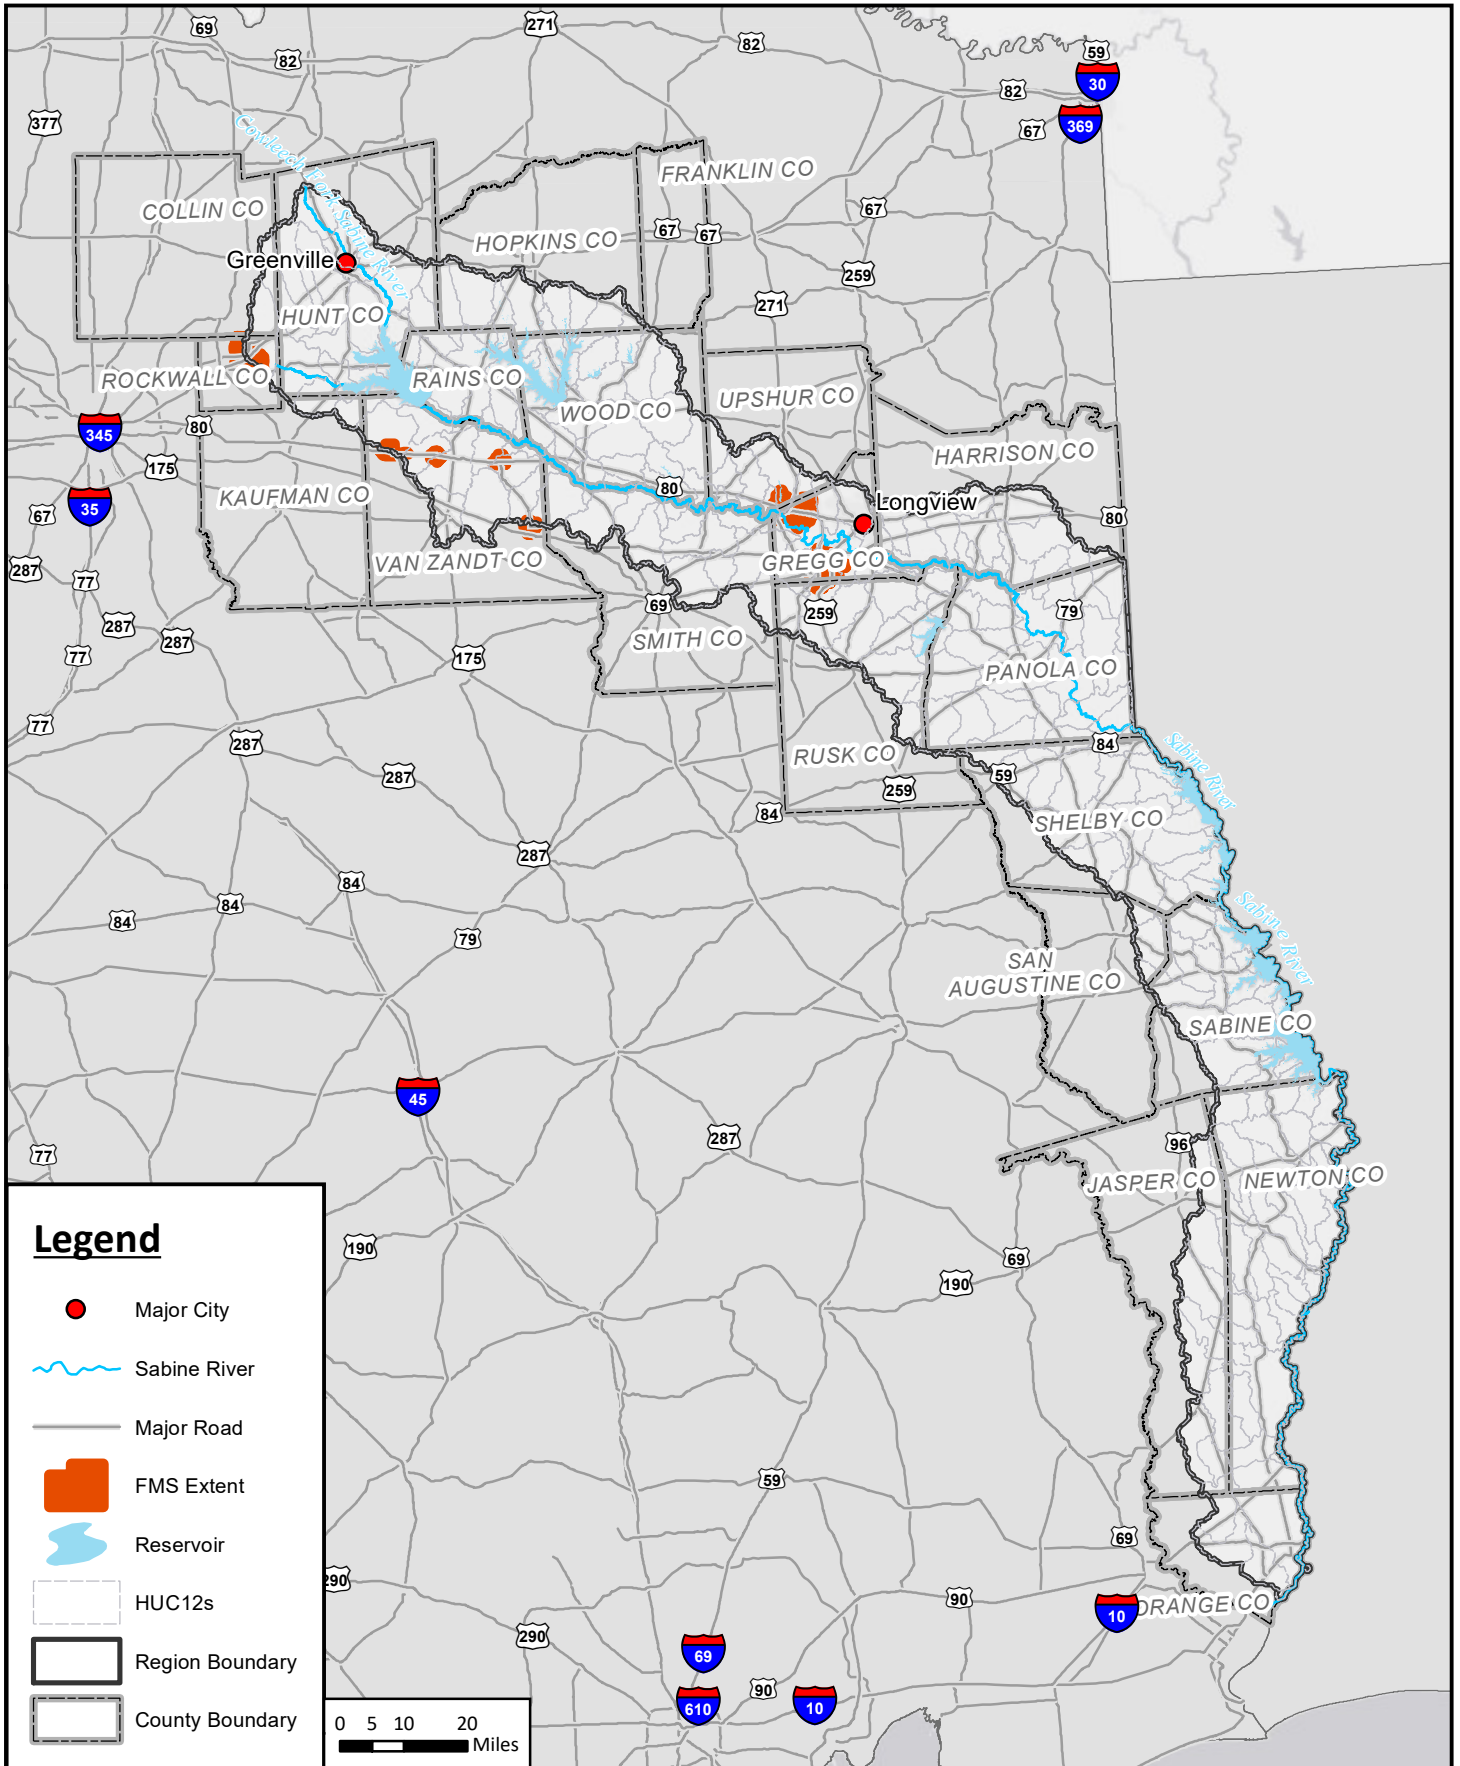 69
271
82
82
59
30
82
369
67
377
Cowleech Fork Sabine River
FRANKLIN CO
COLLIN CO
67
67
67
HOPKINS CO
Greenville
259
271
HUNT CO
ROCKWALL CO
RAINS CO
UPSHUR CO
WOOD CO
345
80
HARRISON CO
175
80
Longview
KAUFMAN CO
35
67
80
VAN ZANDT CO
GREGG CO
287
77
69
259
79
287
287
SMITH CO
77
175
PANOLA CO
77
287
84
Sabine River
RUSK CO
287
59
259
84
SHELBY CO
287
84
84
84
79
Sabine River
SAN
AUGUSTINE CO
SABINE CO
45
287
96
77
JASPER CO
NEWTON CO
190
69
190
59
69
290
90
10
ORANGE CO
290
69
90
610
10
Legend
Major City
Sabine River
Major Road
FMS Extent
Reservoir
HUC12s
Region Boundary
County Boundary
0 5 10 20
Miles